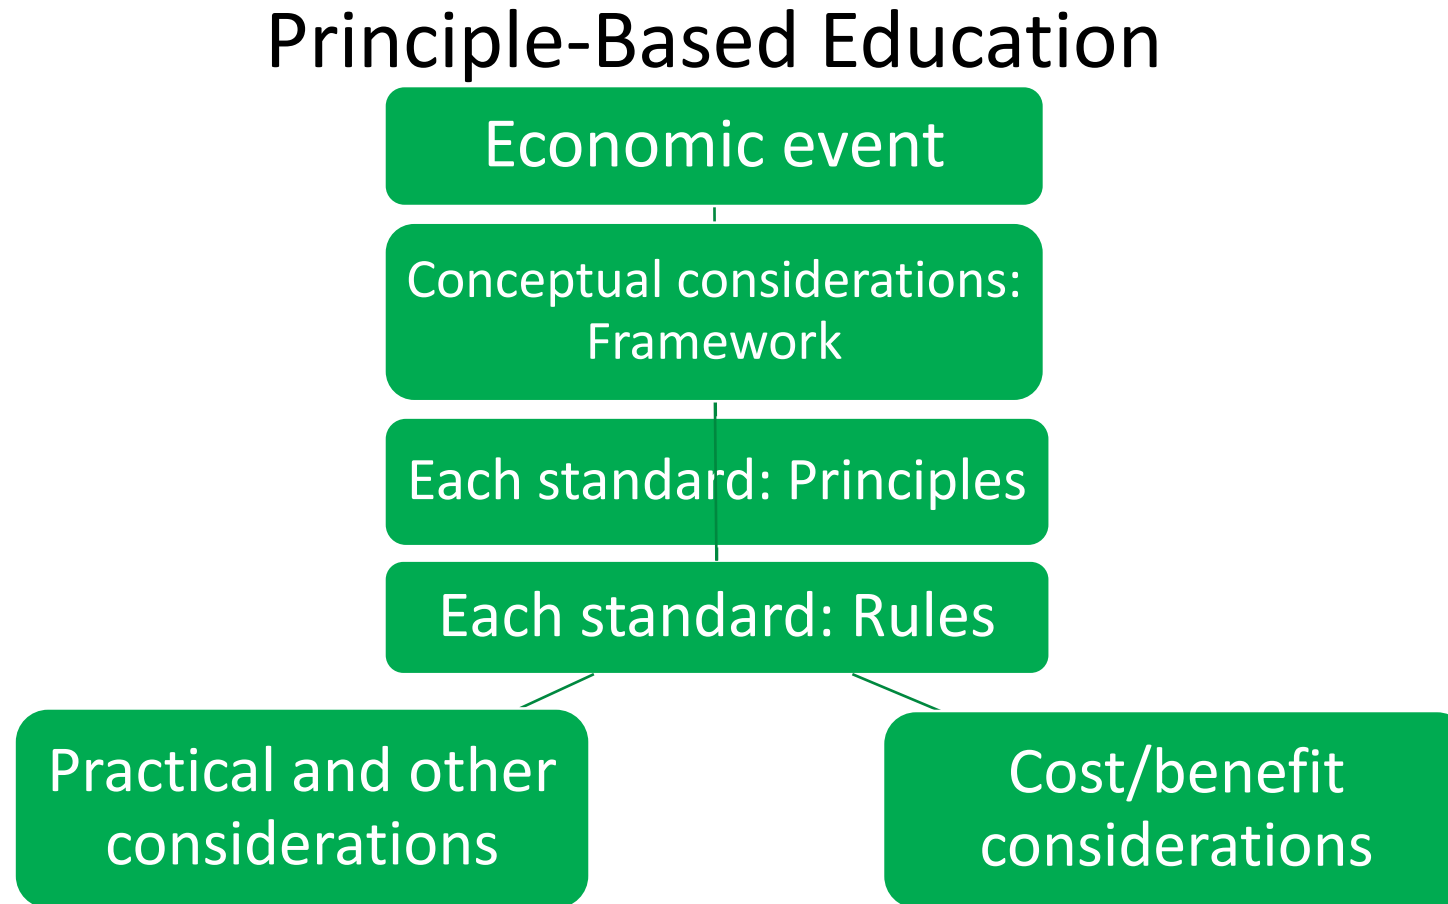 Principle-Based Education
Economic event
Conceptual considerations:
Framework
Each standard: Principles
Each standard: Rules
Practical and other
considerations
Cost/benefit
considerations